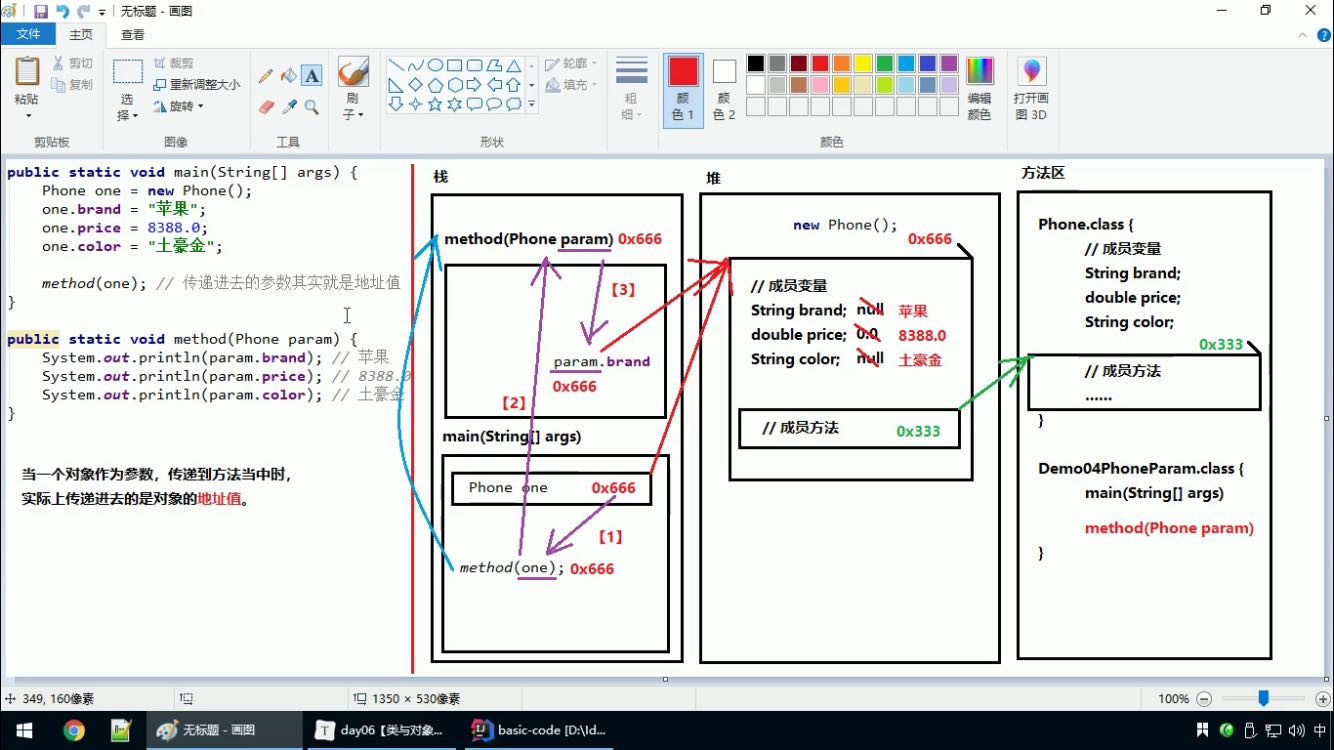 无标题 - 画图
文件
主页
查看
粘贴
剪切
复制
剪贴板
选择
裁剪
重新调整大小
旋转
图像
A
工具
刷子
轮廓
填充
形状
粗细
颜色 1
颜色 2
颜色
编辑颜色
打开画图 3D
public static void main(String[] args) {
Phone one = new Phone();
one.brand = "苹果";
one.price = 8388.0;
one.color = "土豪金";
method(one); // 传递进去的参数其实就是地址值
}
public static void method(Phone param) {
System.out.println(param.brand); // 苹果
System.out.println(param.price); // 8388.0
System.out.println(param.color); // 土豪金
}
当一个对象作为参数，传递到方法当中时，
实际上传递进去的是对象的地址值。
栈
method(Phone param) 0x666
【3】
param.brand
0x666
【2】
main(String[] args)
Phone one 0x666
【1】
method(one); 0x666
堆
new Phone();
0x666
// 成员变量
String brand; null 苹果
double price; 0.0 8388.0
String color; null 土豪金
// 成员方法 0x333
方法区
Phone.class {
// 成员变量
String brand;
double price;
String color;
0x333
// 成员方法
......
}
Demo04PhoneParam.class {
main(String[] args)
method(Phone param)
}
349, 160像素
1350 × 530像素
100%
无标题 - 画图
T
day06【类与对象...
basic-code [D:\Id...
中